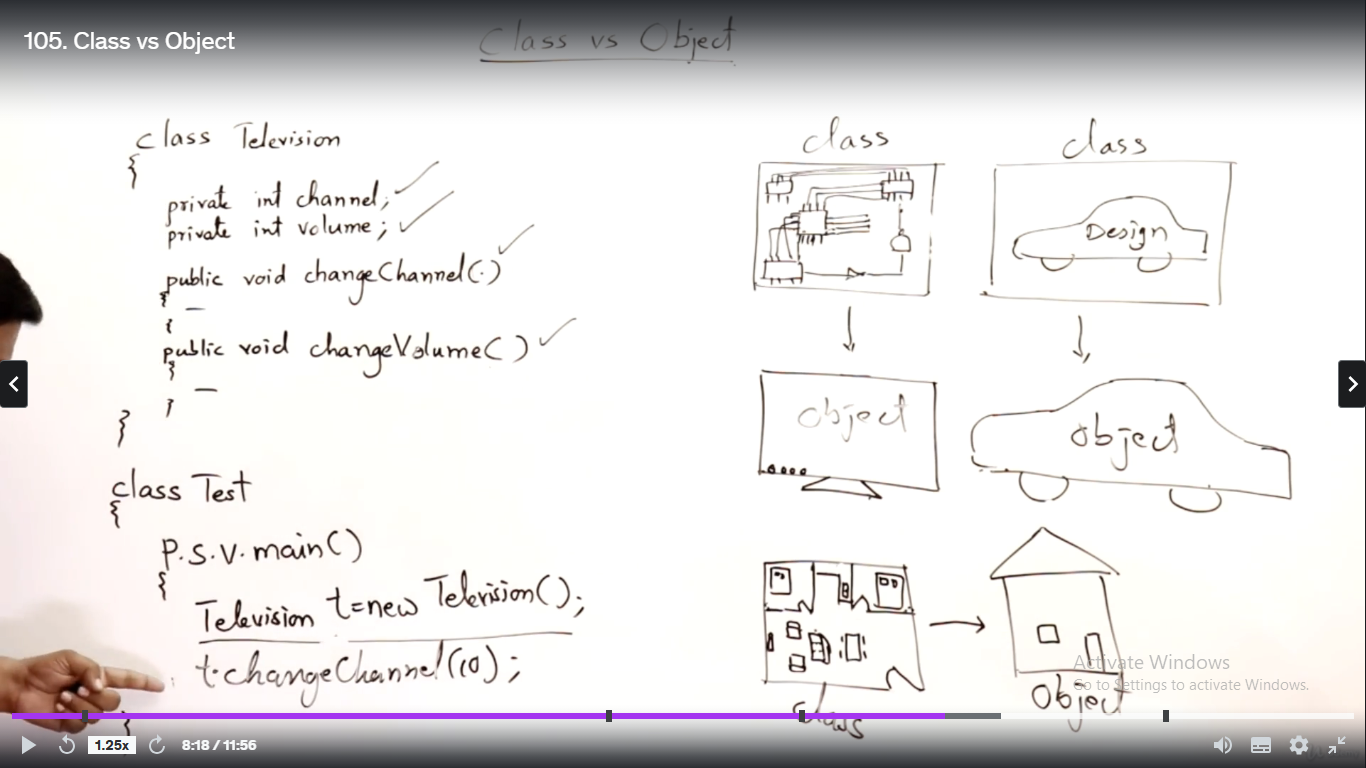 105. Class vs Object
Class vs Object
class Television
{
private int channel;
private int volume;
public void changeChannel(.)
{
—
}
public void changeVolume( )
{
—
}
}
class Test
{
P.S.V. main( )
{
Television t=new Television();
t.changeChannel(10);
}
class
class
Design
object
object
class
Object
Activate Windows
Go to Settings to activate Windows.
1.25x
8:18 / 11:56